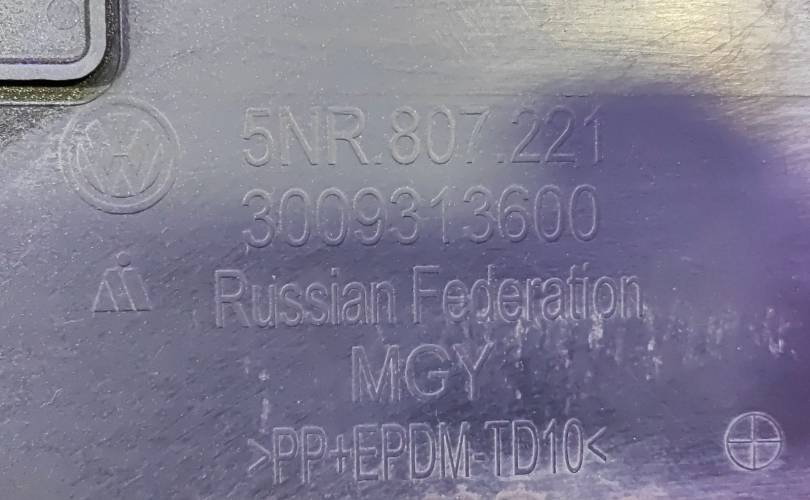 5NR.807.221
3009313600
Russian Federation
MGY
>PP+EPDM-TD10<